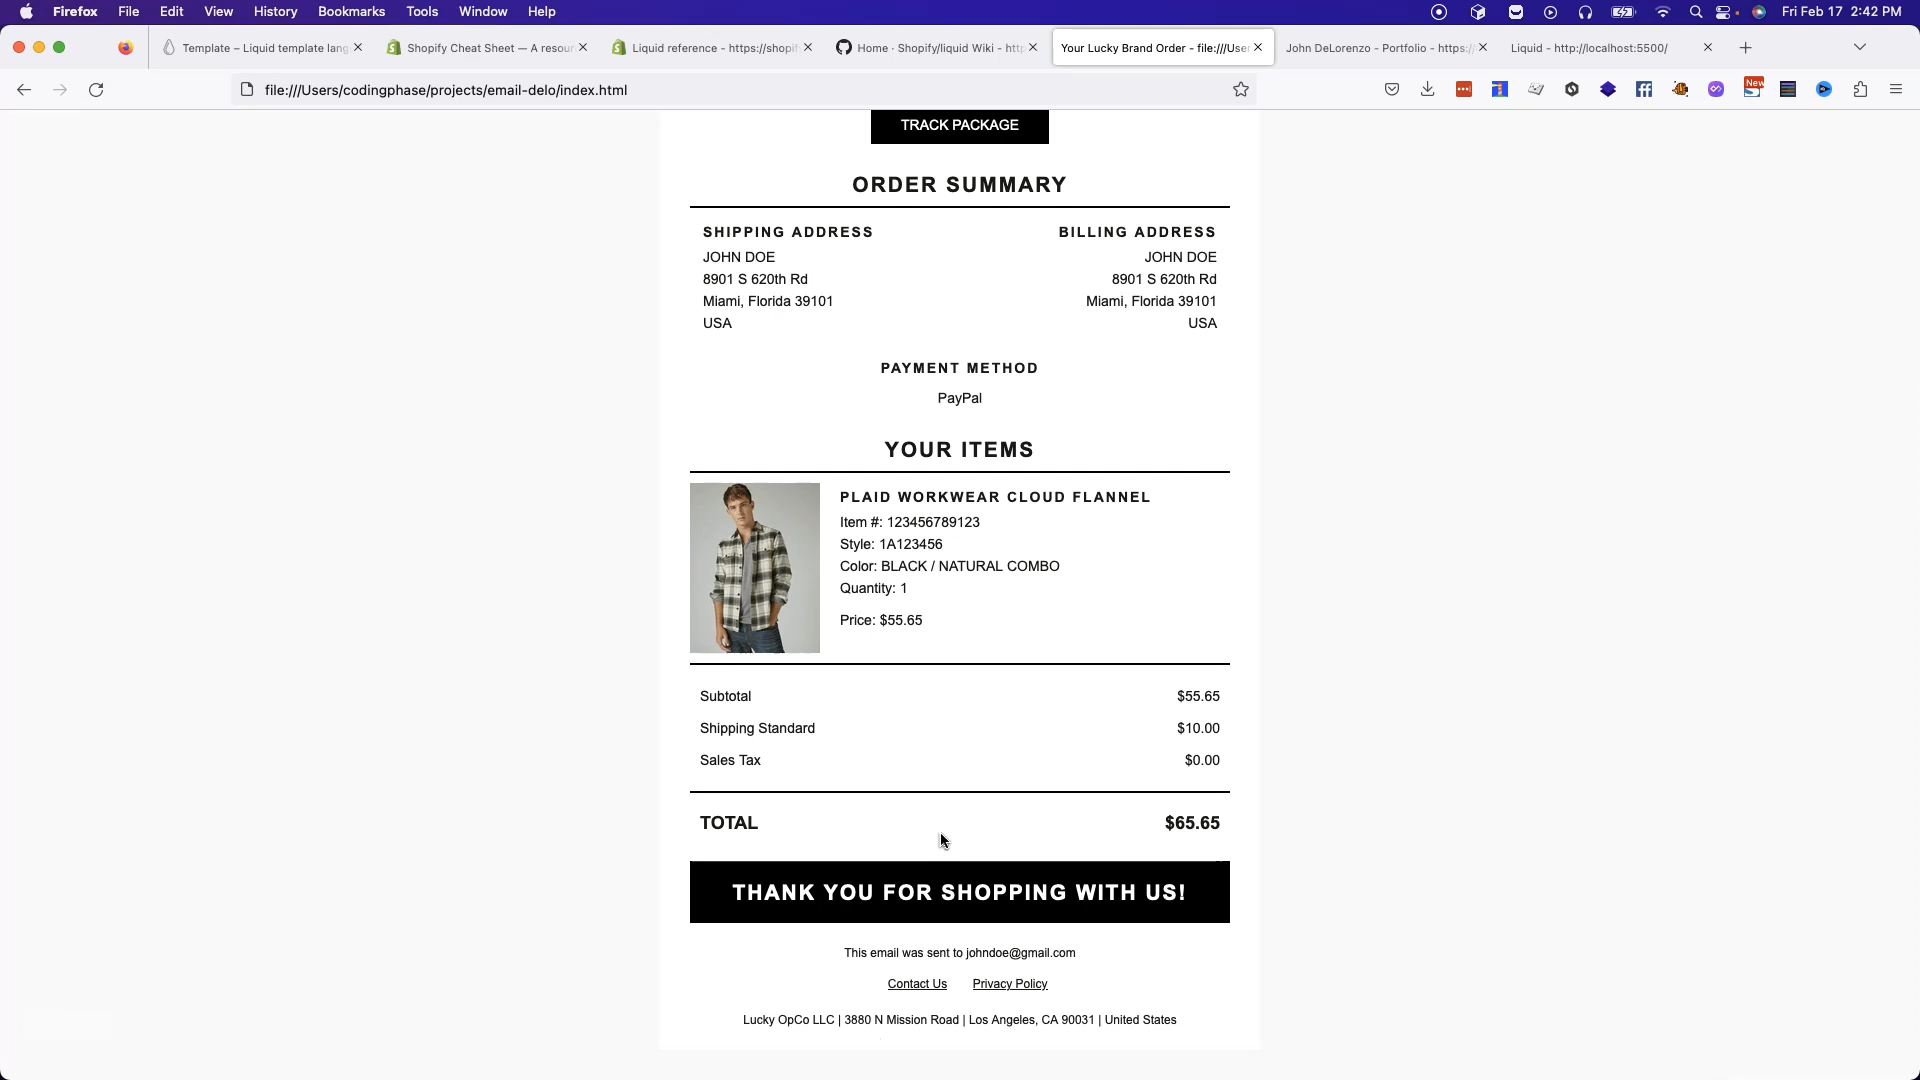 Firefox File Edit View History Bookmarks Tools Window Help Fri Feb 17 2:42 PM
Template – Liquid template lang Shopify Cheat Sheet — A resour Liquid reference - https://shopif Home · Shopify/liquid Wiki - http Your Lucky Brand Order - file:///User John DeLorenzo - Portfolio - https:/ Liquid - http://localhost:5500/
file:///Users/codingphase/projects/email-delo/index.html New
TRACK PACKAGE
ORDER SUMMARY
SHIPPING ADDRESS BILLING ADDRESS
JOHN DOE JOHN DOE
8901 S 620th Rd 8901 S 620th Rd
Miami, Florida 39101 Miami, Florida 39101
USA USA
PAYMENT METHOD
PayPal
YOUR ITEMS
PLAID WORKWEAR CLOUD FLANNEL
Item #: 123456789123
Style: 1A123456
Color: BLACK / NATURAL COMBO
Quantity: 1
Price: $55.65
Subtotal $55.65
Shipping Standard $10.00
Sales Tax $0.00
TOTAL $65.65
THANK YOU FOR SHOPPING WITH US!
This email was sent to johndoe@gmail.com
Contact Us Privacy Policy
Lucky OpCo LLC | 3880 N Mission Road | Los Angeles, CA 90031 | United States